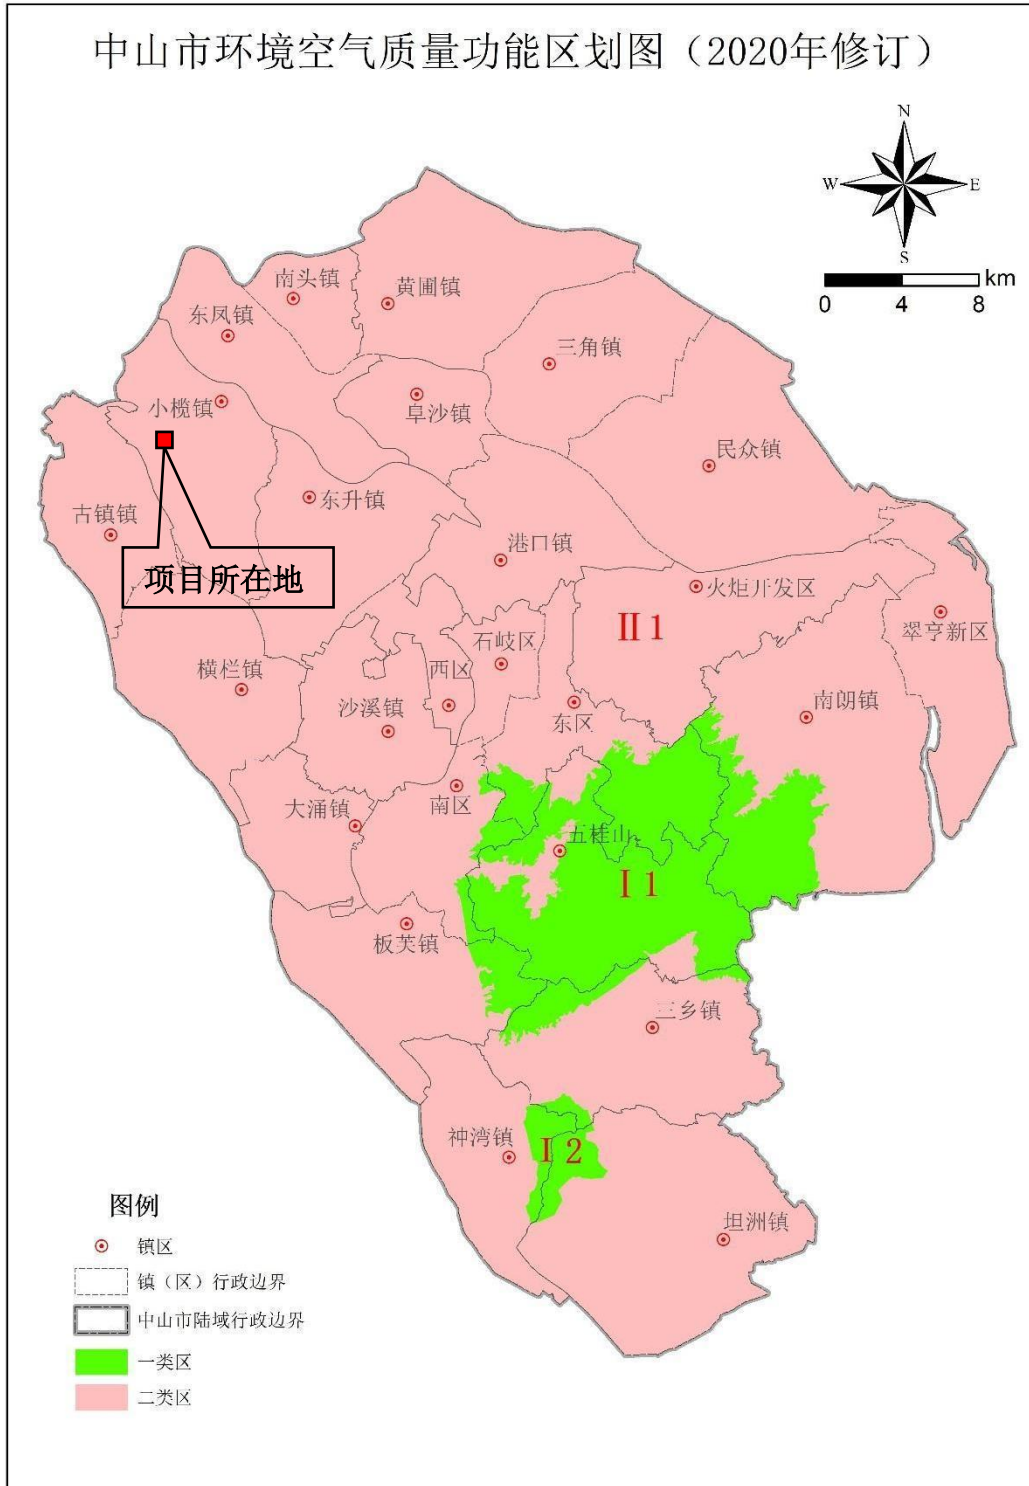 中山市环境空气质量功能区划图（2020年修订）
N
W
E
S
km
0
4
8
南头镇
黄圃镇
东凤镇
三角镇
小榄镇
阜沙镇
民众镇
东升镇
古镇镇
港口镇
项目所在地
火炬开发区
II 1
翠亨新区
石岐区
横栏镇
西区
沙溪镇
东区
南朗镇
南区
大涌镇
五桂山
I 1
板芙镇
三乡镇
神湾镇
I 2
坦洲镇
图例
镇区
镇（区）行政边界
中山市陆域行政边界
一类区
二类区